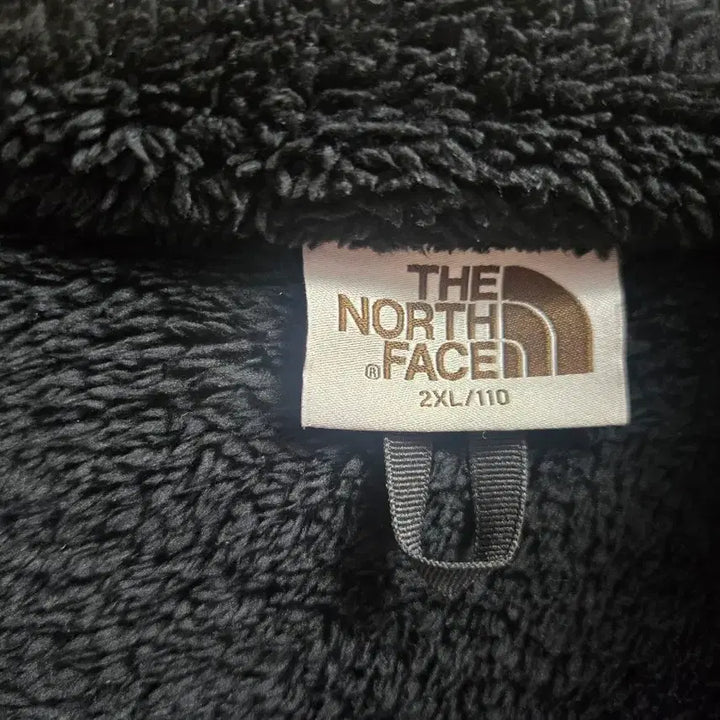 THE
NORTH
® FACE
2XL/110